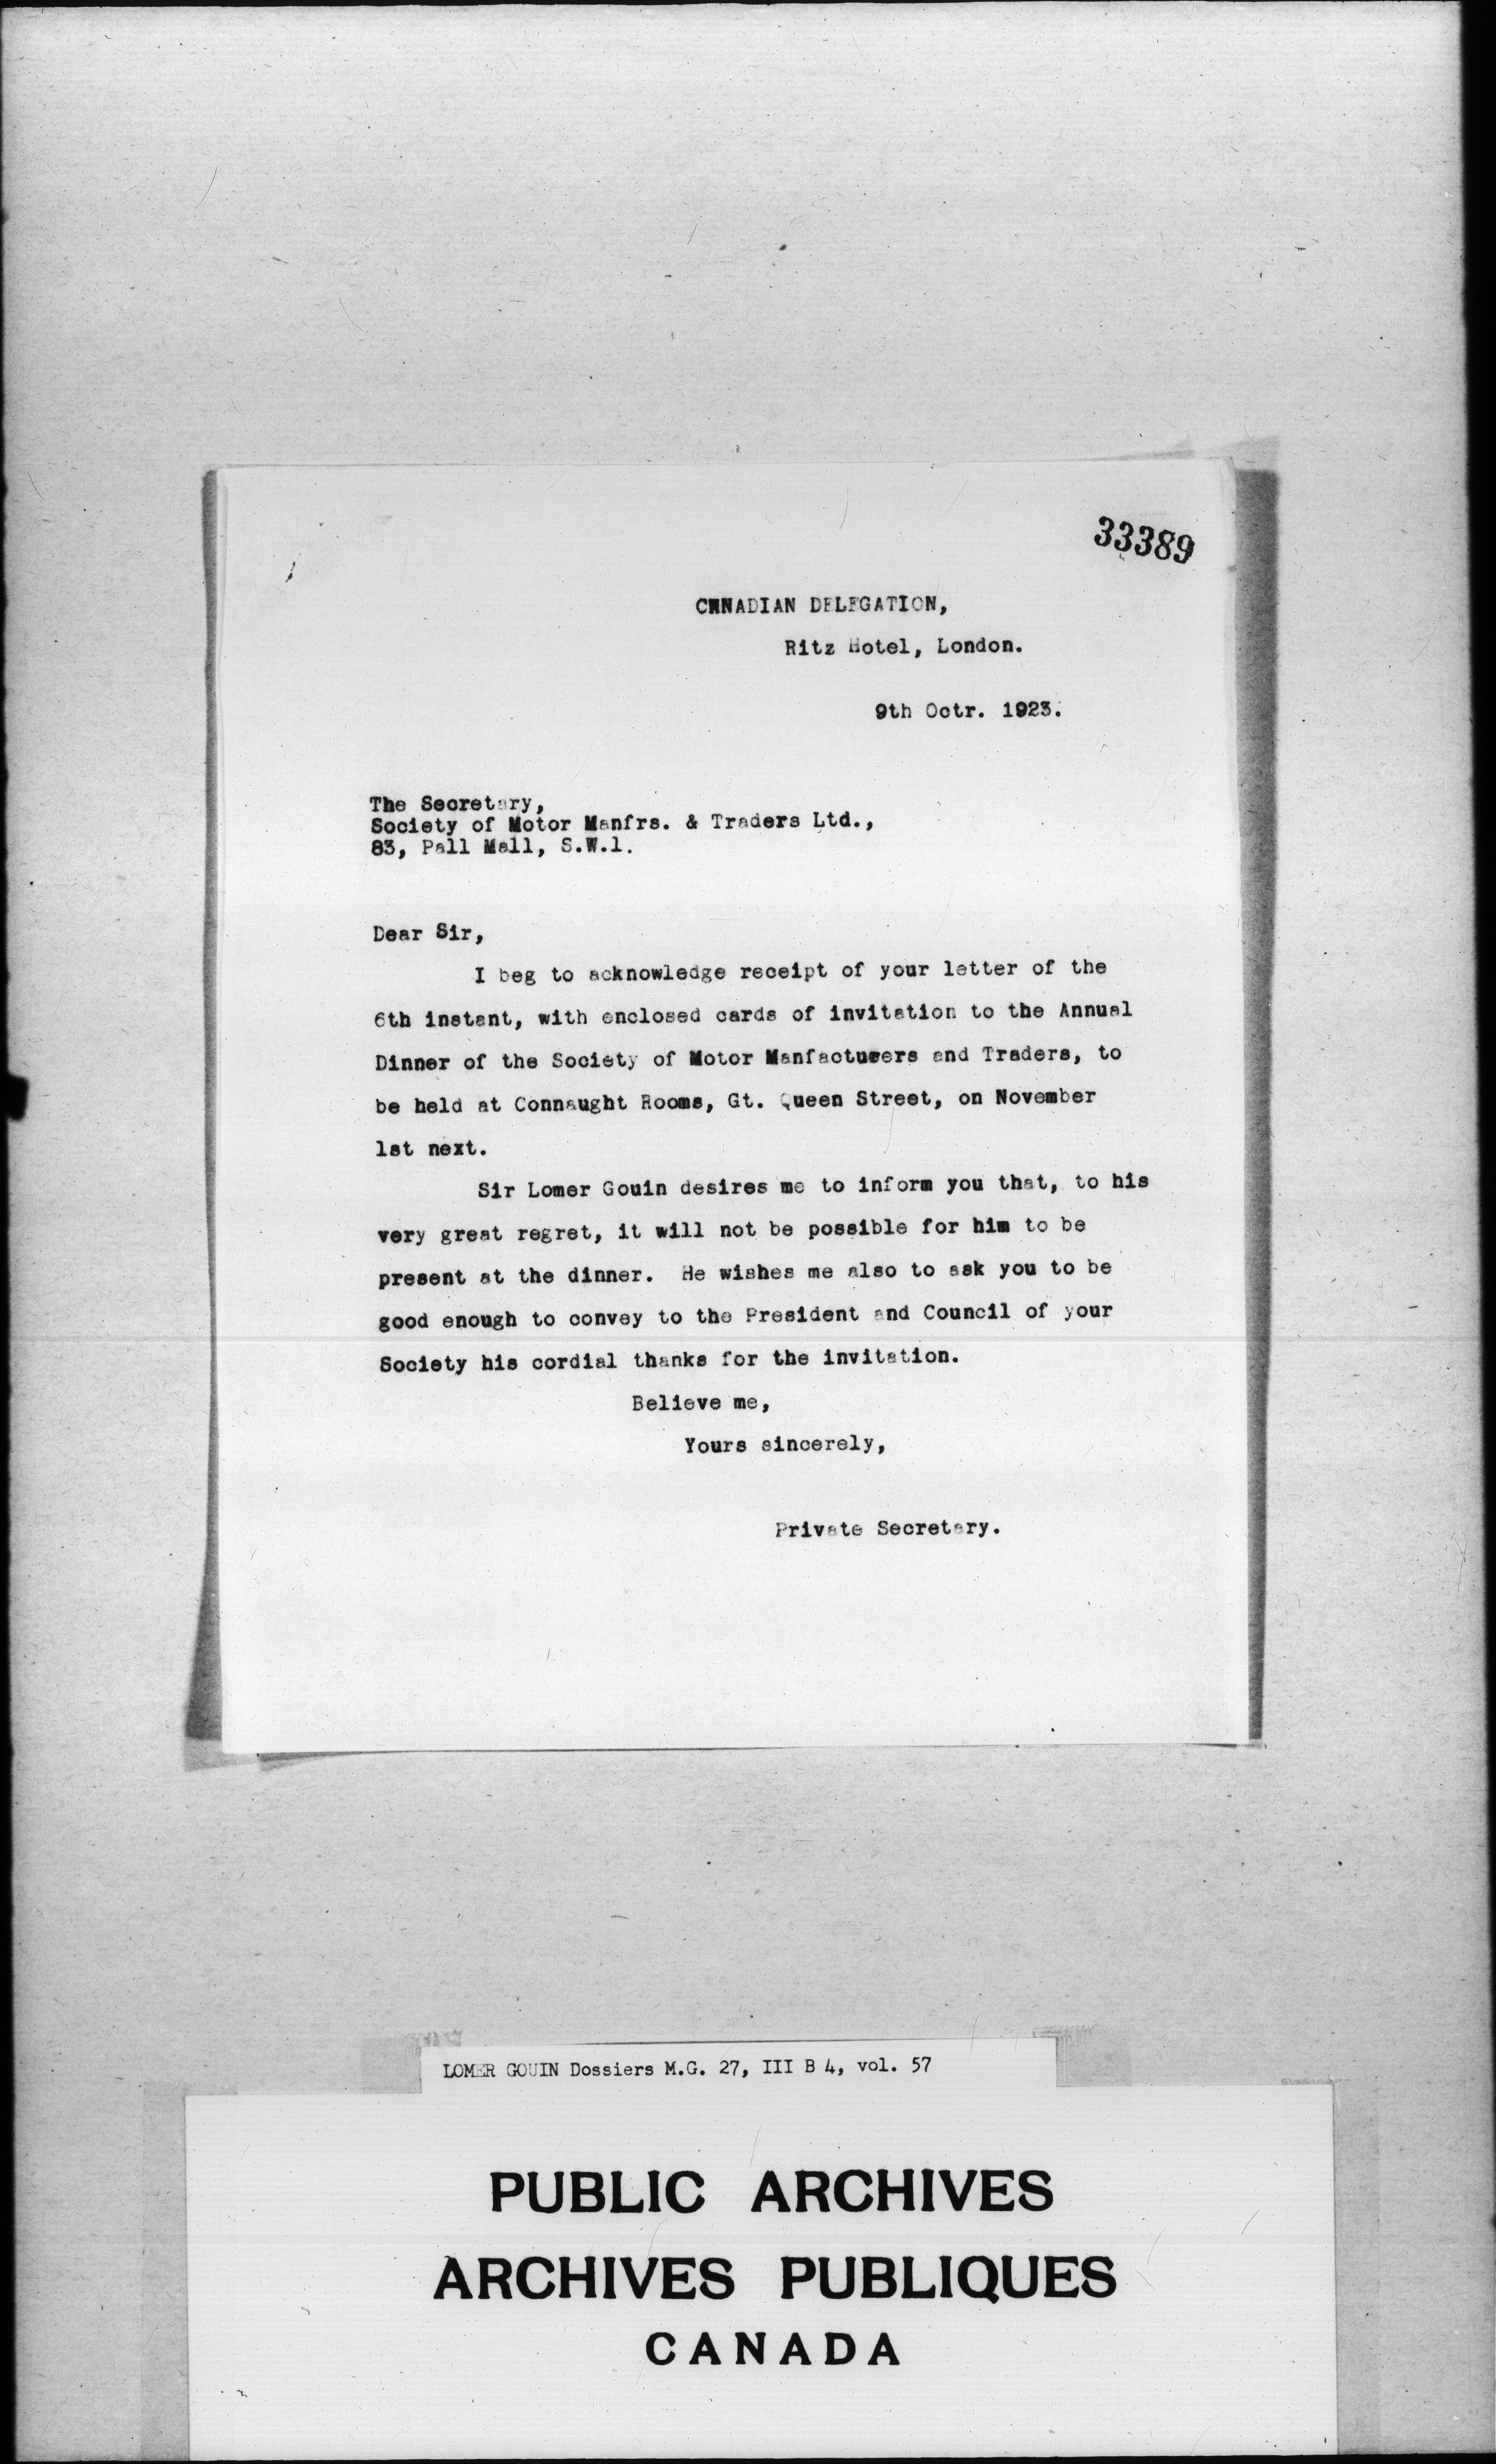 33389
CANADIAN DELEGATION,
Ritz Hotel, London.
9th Octr. 1923.
The Secretary,
Society of Motor Manfrs. & Traders Ltd.,
83, Pall Mall, S.W.1.
Dear Sir,
I beg to acknowledge receipt of your letter of the
6th instant, with enclosed cards of invitation to the Annual
Dinner of the Society of Motor Manfacturers and Traders, to
be held at Connaught Rooms, Gt. Queen Street, on November
1st next.
Sir Lomer Gouin desires me to inform you that, to his
very great regret, it will not be possible for him to be
present at the dinner. He wishes me also to ask you to be
good enough to convey to the President and Council of your
Society his cordial thanks for the invitation.
Believe me,
Yours sincerely,
Private Secretary.
LOMER GOUIN Dossiers M.G. 27, III B 4, vol. 57
PUBLIC ARCHIVES
ARCHIVES PUBLIQUES
CANADA